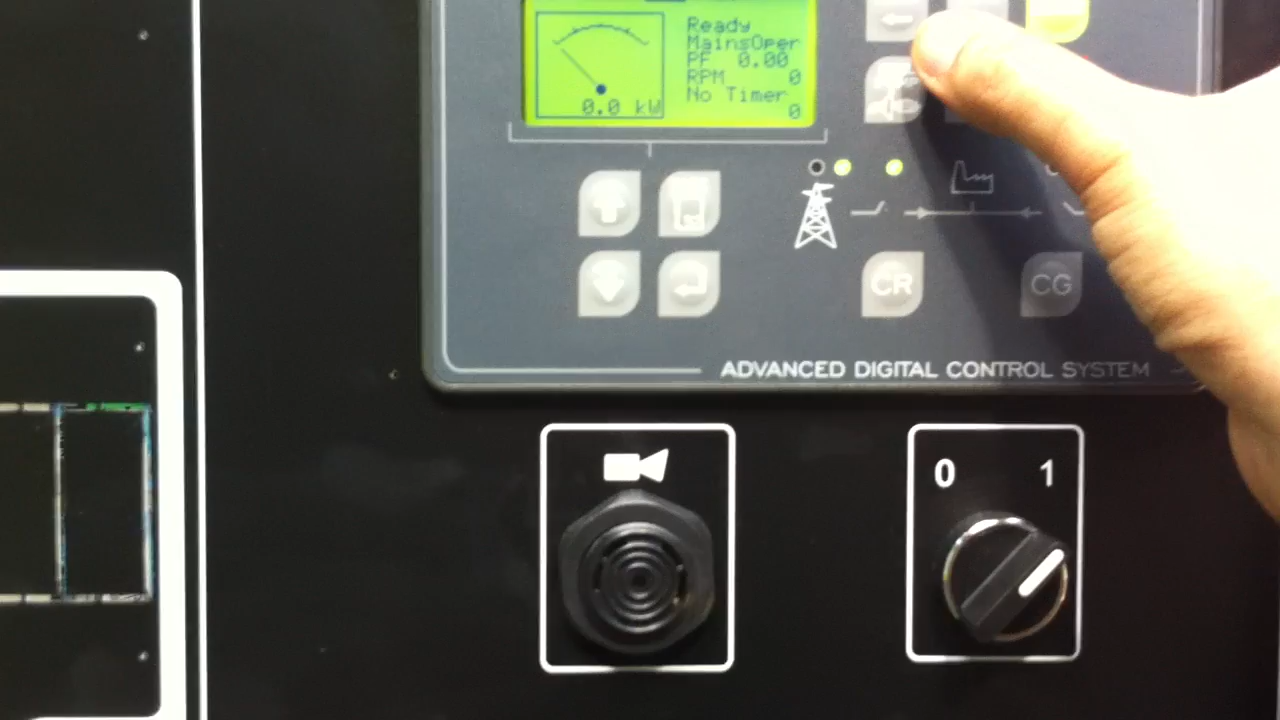 Ready
MainsOper
PF 0.00
RPM 0
No Timer
0.0 kW 0
CR CG
ADVANCED DIGITAL CONTROL SYSTEM
0 1